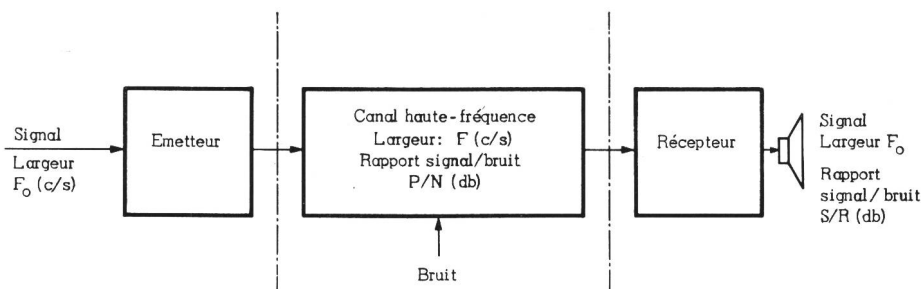 Signal
Largeur
F₀ (c/s)
Emetteur
Canal haute-fréquence
Largeur: F (c/s)
Rapport signal/bruit
P/N (db)
Bruit
Récepteur
Signal
Largeur F₀
Rapport
signal/bruit
S/R (db)